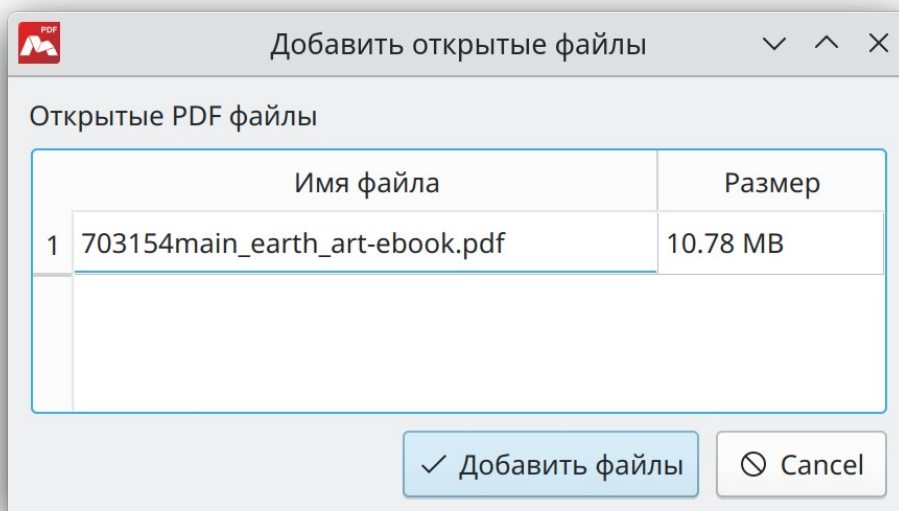 PDF
Добавить открытые файлы
Открытые PDF файлы
Имя файла Размер
1 703154main_earth_art-ebook.pdf 10.78 MB
Добавить файлы Cancel